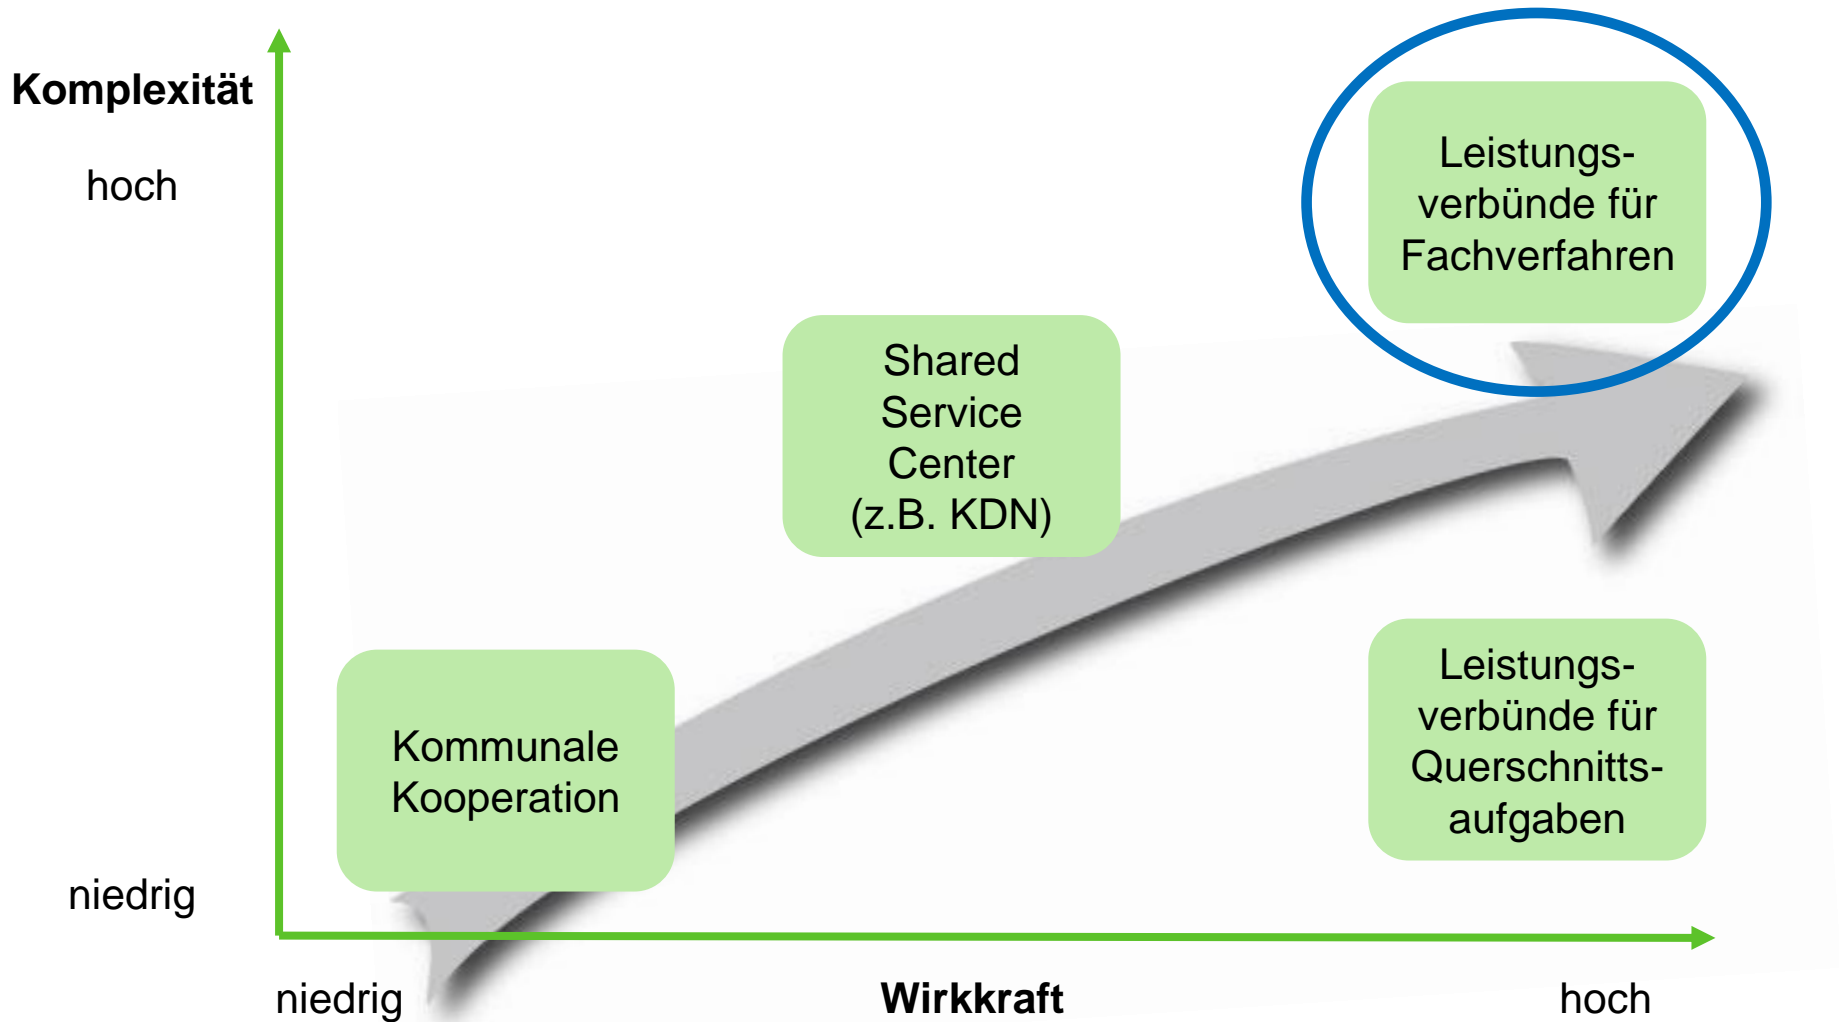 Komplexität
hoch
Leistungs-
verbünde für
Fachverfahren
Shared
Service
Center
(z.B. KDN)
Kommunale
Kooperation
Leistungs-
verbünde für
Querschnitts-
aufgaben
niedrig
niedrig
Wirkkraft
hoch